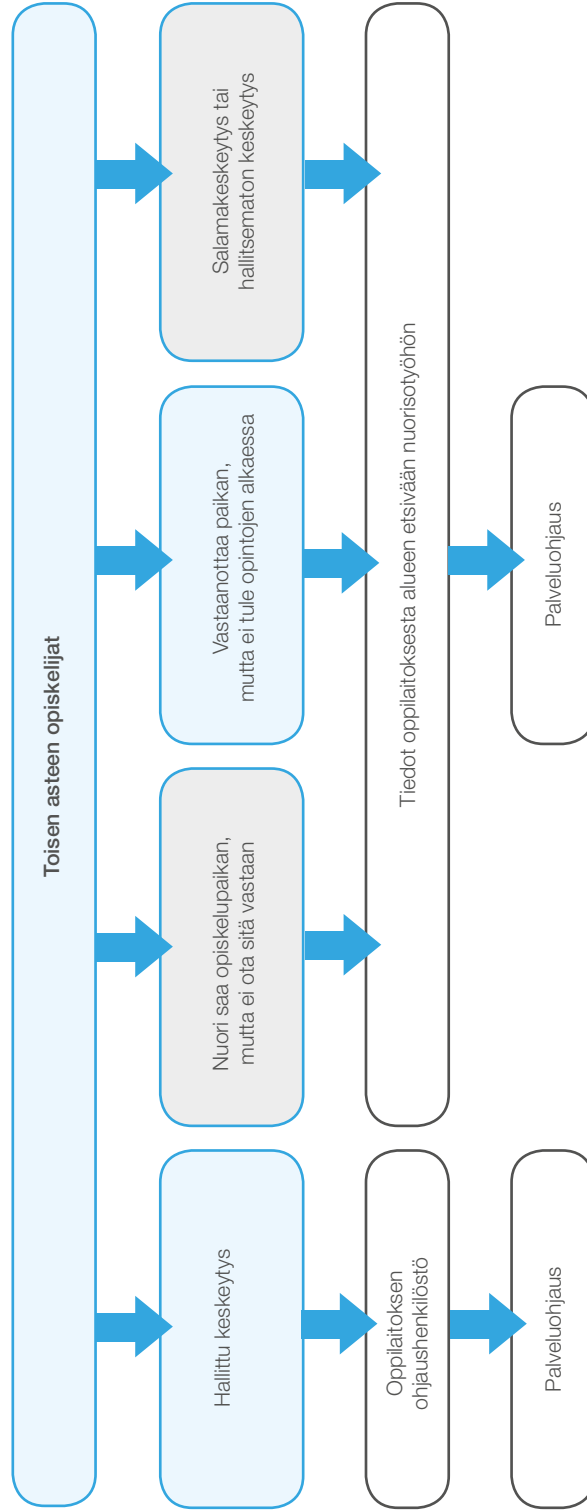 Toisen asteen opiskelijat
Hallittu keskeytys
Nuori saa opiskelupaikan,
mutta ei ota sitä vastaan
Vastaanottaa paikan,
mutta ei tule opintojen alkaessa
Salamakeskeytys tai
hallitsematon keskeytys
Oppilaitoksen
ohjaushenkilöstö
Tiedot oppilaitoksesta alueen etsivään nuorisotyöhön
Palveluohjaus
Palveluohjaus